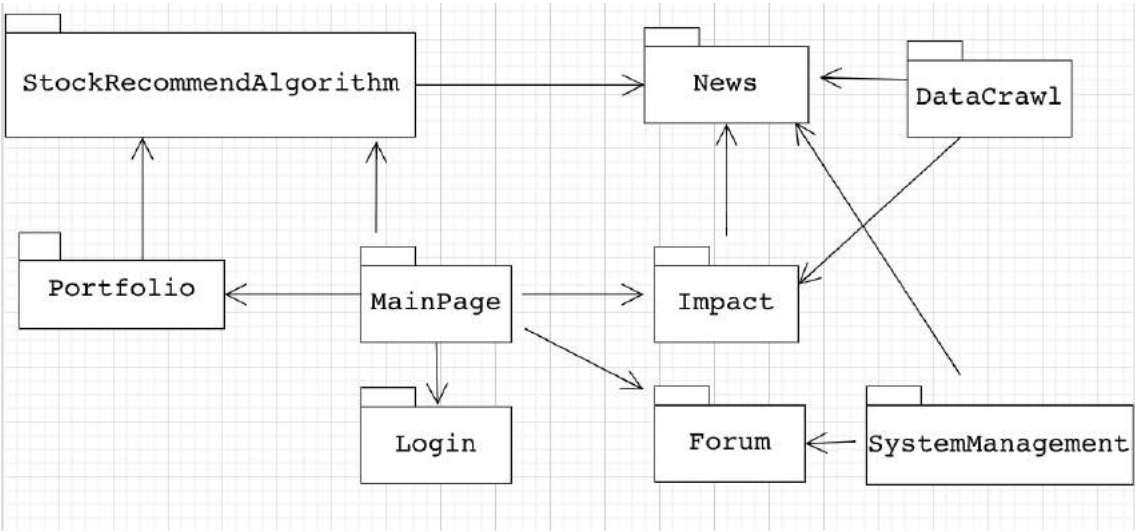 StockRecommendAlgorithm
News
DataCrawl
Portfolio
MainPage
Impact
Login
Forum
SystemManagement